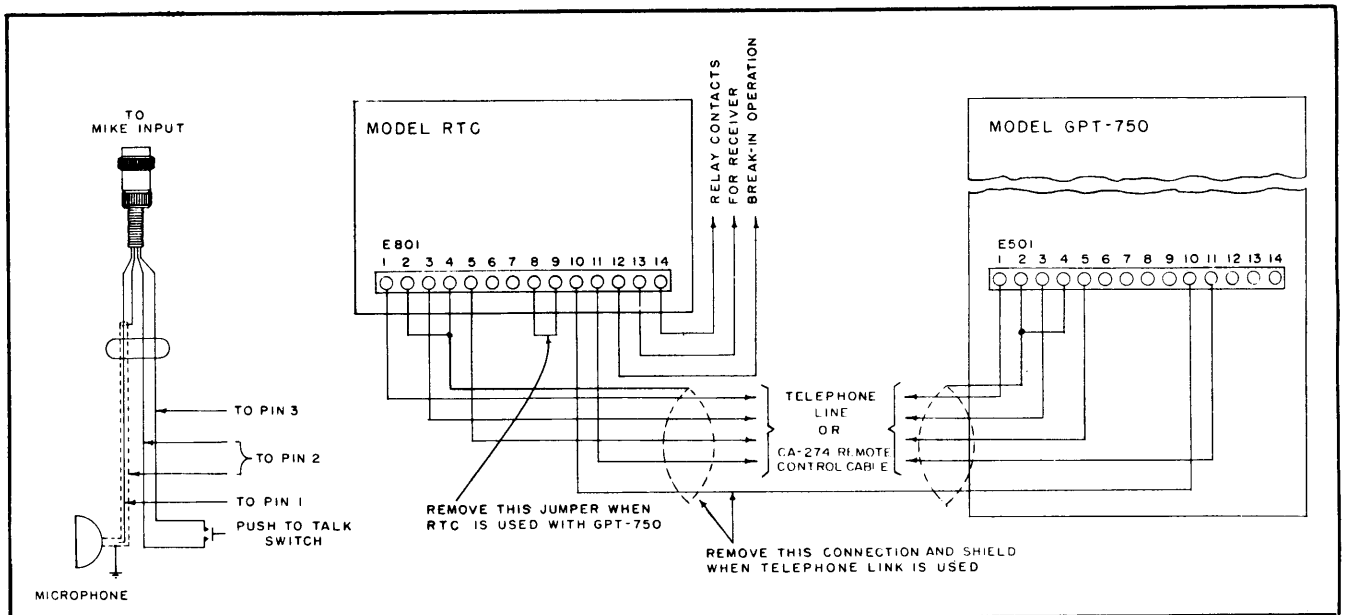 TO
MIKE INPUT
TO PIN 3
TO PIN 2
TO PIN 1
PUSH TO TALK
SWITCH
MICROPHONE
MODEL RTC
E801
1 2 3 4 5 6 7 8 9 10 11 12 13 14
RELAY CONTACTS
FOR RECEIVER
BREAK-IN OPERATION
REMOVE THIS JUMPER WHEN
RTC IS USED WITH GPT-750
TELEPHONE
LINE
OR
CA-274 REMOTE
CONTROL CABLE
REMOVE THIS CONNECTION AND SHIELD
WHEN TELEPHONE LINK IS USED
MODEL GPT-750
E501
1 2 3 4 5 6 7 8 9 10 11 12 13 14